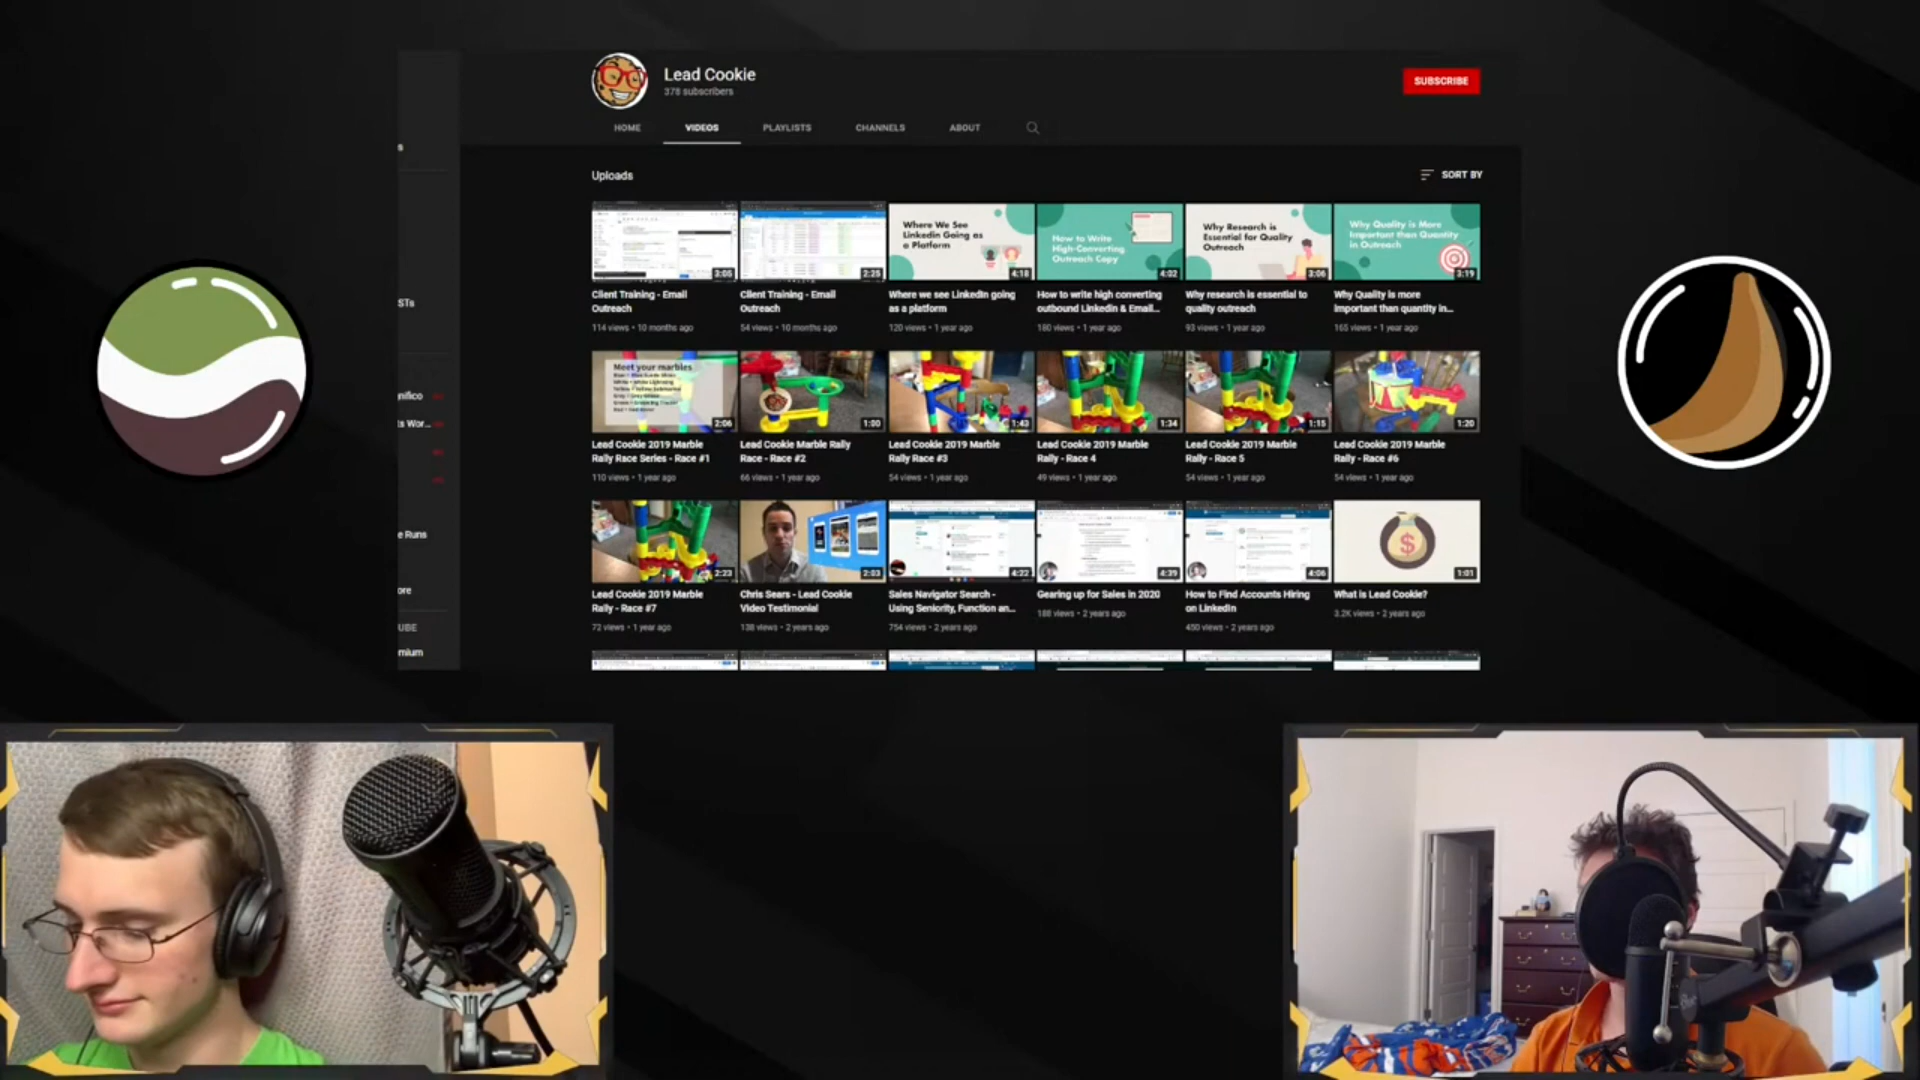 Lead Cookie
378 subscribers
SUBSCRIBE
HOME
VIDEOS
PLAYLISTS
CHANNELS
ABOUT
s
Uploads
SORT BY
Where We See
LinkedIn Going as
a Platform
How to Write
High-Converting
Outreach Copy
Why Research is
Essential for Quality
Outreach
Why Quality is More
Important than Quantity
in Outreach
3:05
2:25
4:18
4:02
3:06
3:19
Client Training - Email
Outreach
114 views • 10 months ago
Client Training - Email
Outreach
54 views • 10 months ago
Where we see LinkedIn going
as a platform
120 views • 1 year ago
How to write high converting
outbound LinkedIn & Email...
180 views • 1 year ago
Why research is essential to
quality outreach
93 views • 1 year ago
Why Quality is more
important than quantity in...
165 views • 1 year ago
STs
nifico
ts Wor...
Meet your marbles
2:06
1:00
1:43
1:34
1:15
1:20
Lead Cookie 2019 Marble
Rally Race Series - Race #1
110 views • 1 year ago
Lead Cookie Marble Rally
Race - Race #2
66 views • 1 year ago
Lead Cookie 2019 Marble
Rally Race #3
54 views • 1 year ago
Lead Cookie 2019 Marble
Rally - Race 4
49 views • 1 year ago
Lead Cookie 2019 Marble
Rally - Race 5
54 views • 1 year ago
Lead Cookie 2019 Marble
Rally - Race #6
54 views • 1 year ago
e Runs
ore
UBE
mium
2:23
2:03
4:22
4:39
4:06
$
1:01
Lead Cookie 2019 Marble
Rally - Race #7
72 views • 1 year ago
Chris Sears - Lead Cookie
Video Testimonial
138 views • 2 years ago
Sales Navigator Search -
Using Seniority, Function an...
754 views • 2 years ago
Gearing up for Sales in 2020
188 views • 2 years ago
How to Find Accounts Hiring
on LinkedIn
450 views • 2 years ago
What is Lead Cookie?
3.2K views • 2 years ago